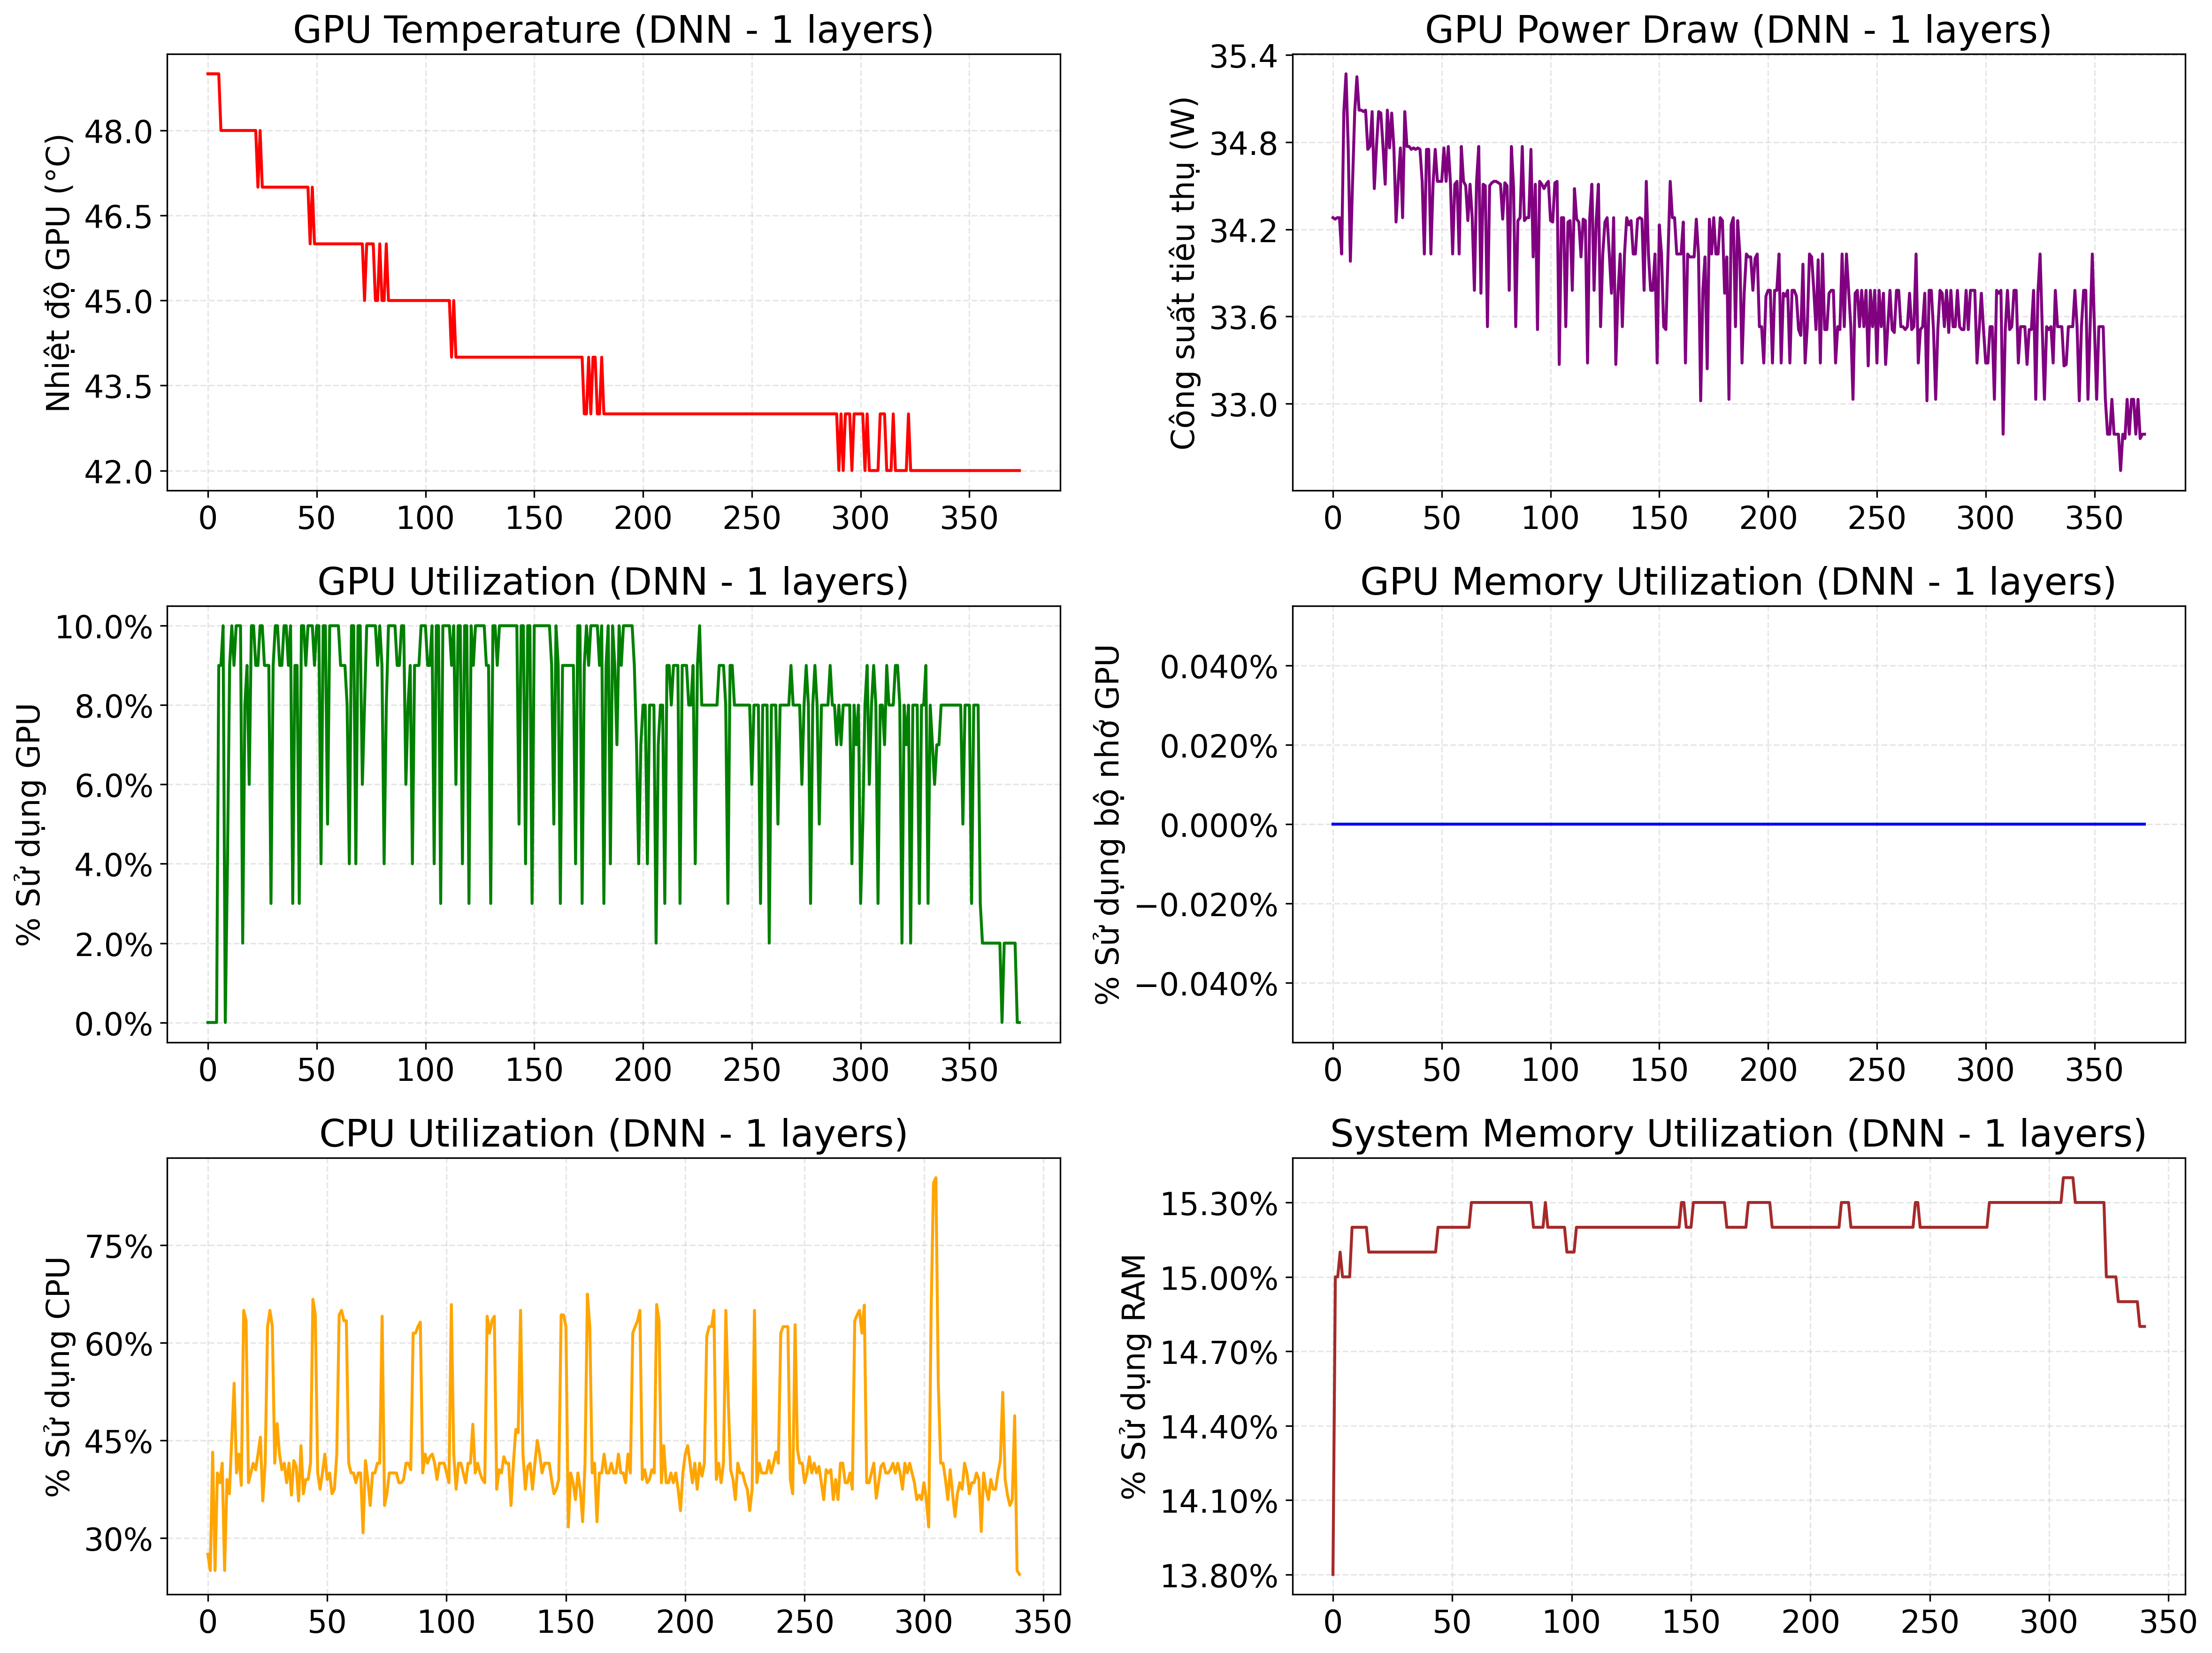 GPU Temperature (DNN - 1 layers)
Nhiệt độ GPU (°C)
48.0
46.5
45.0
43.5
42.0
0 50 100 150 200 250 300 350
GPU Power Draw (DNN - 1 layers)
Công suất tiêu thụ (W)
35.4
34.8
34.2
33.6
33.0
0 50 100 150 200 250 300 350
GPU Utilization (DNN - 1 layers)
% Sử dụng GPU
10.0%
8.0%
6.0%
4.0%
2.0%
0.0%
0 50 100 150 200 250 300 350
GPU Memory Utilization (DNN - 1 layers)
% Sử dụng bộ nhớ GPU
0.040%
0.020%
0.000%
−0.020%
−0.040%
0 50 100 150 200 250 300 350
CPU Utilization (DNN - 1 layers)
% Sử dụng CPU
75%
60%
45%
30%
0 50 100 150 200 250 300 350
System Memory Utilization (DNN - 1 layers)
% Sử dụng RAM
15.30%
15.00%
14.70%
14.40%
14.10%
13.80%
0 50 100 150 200 250 300 350